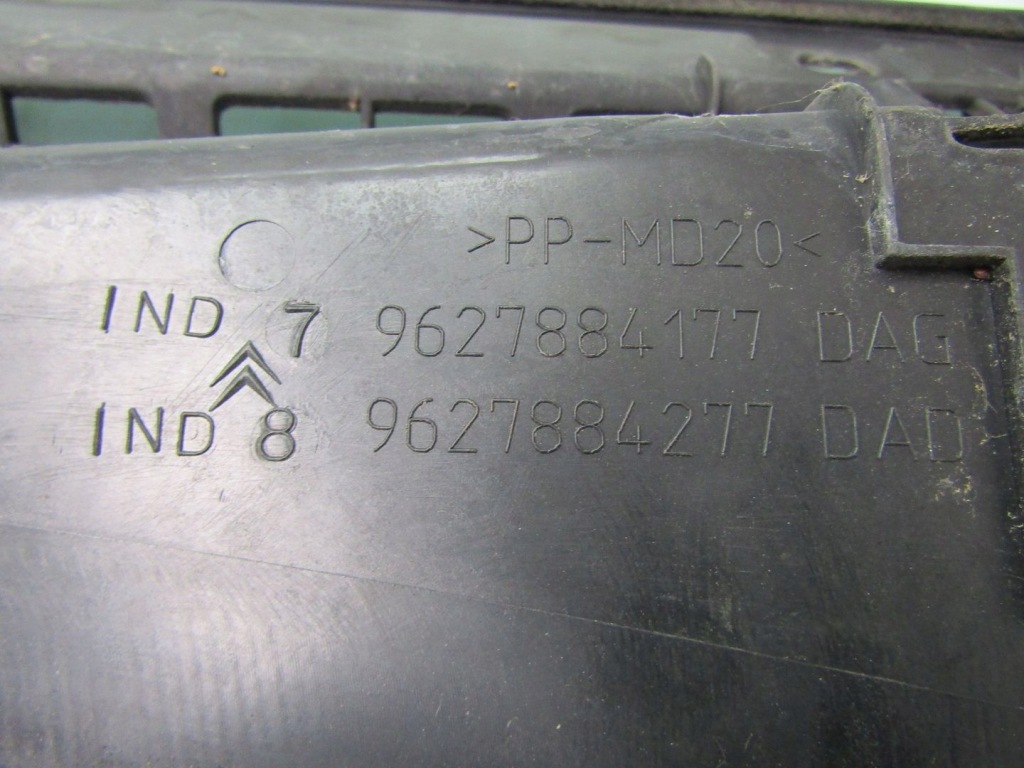 >PP-MD20<
IND 7 9627884177 DAG
IND 8 9627884277 DAD